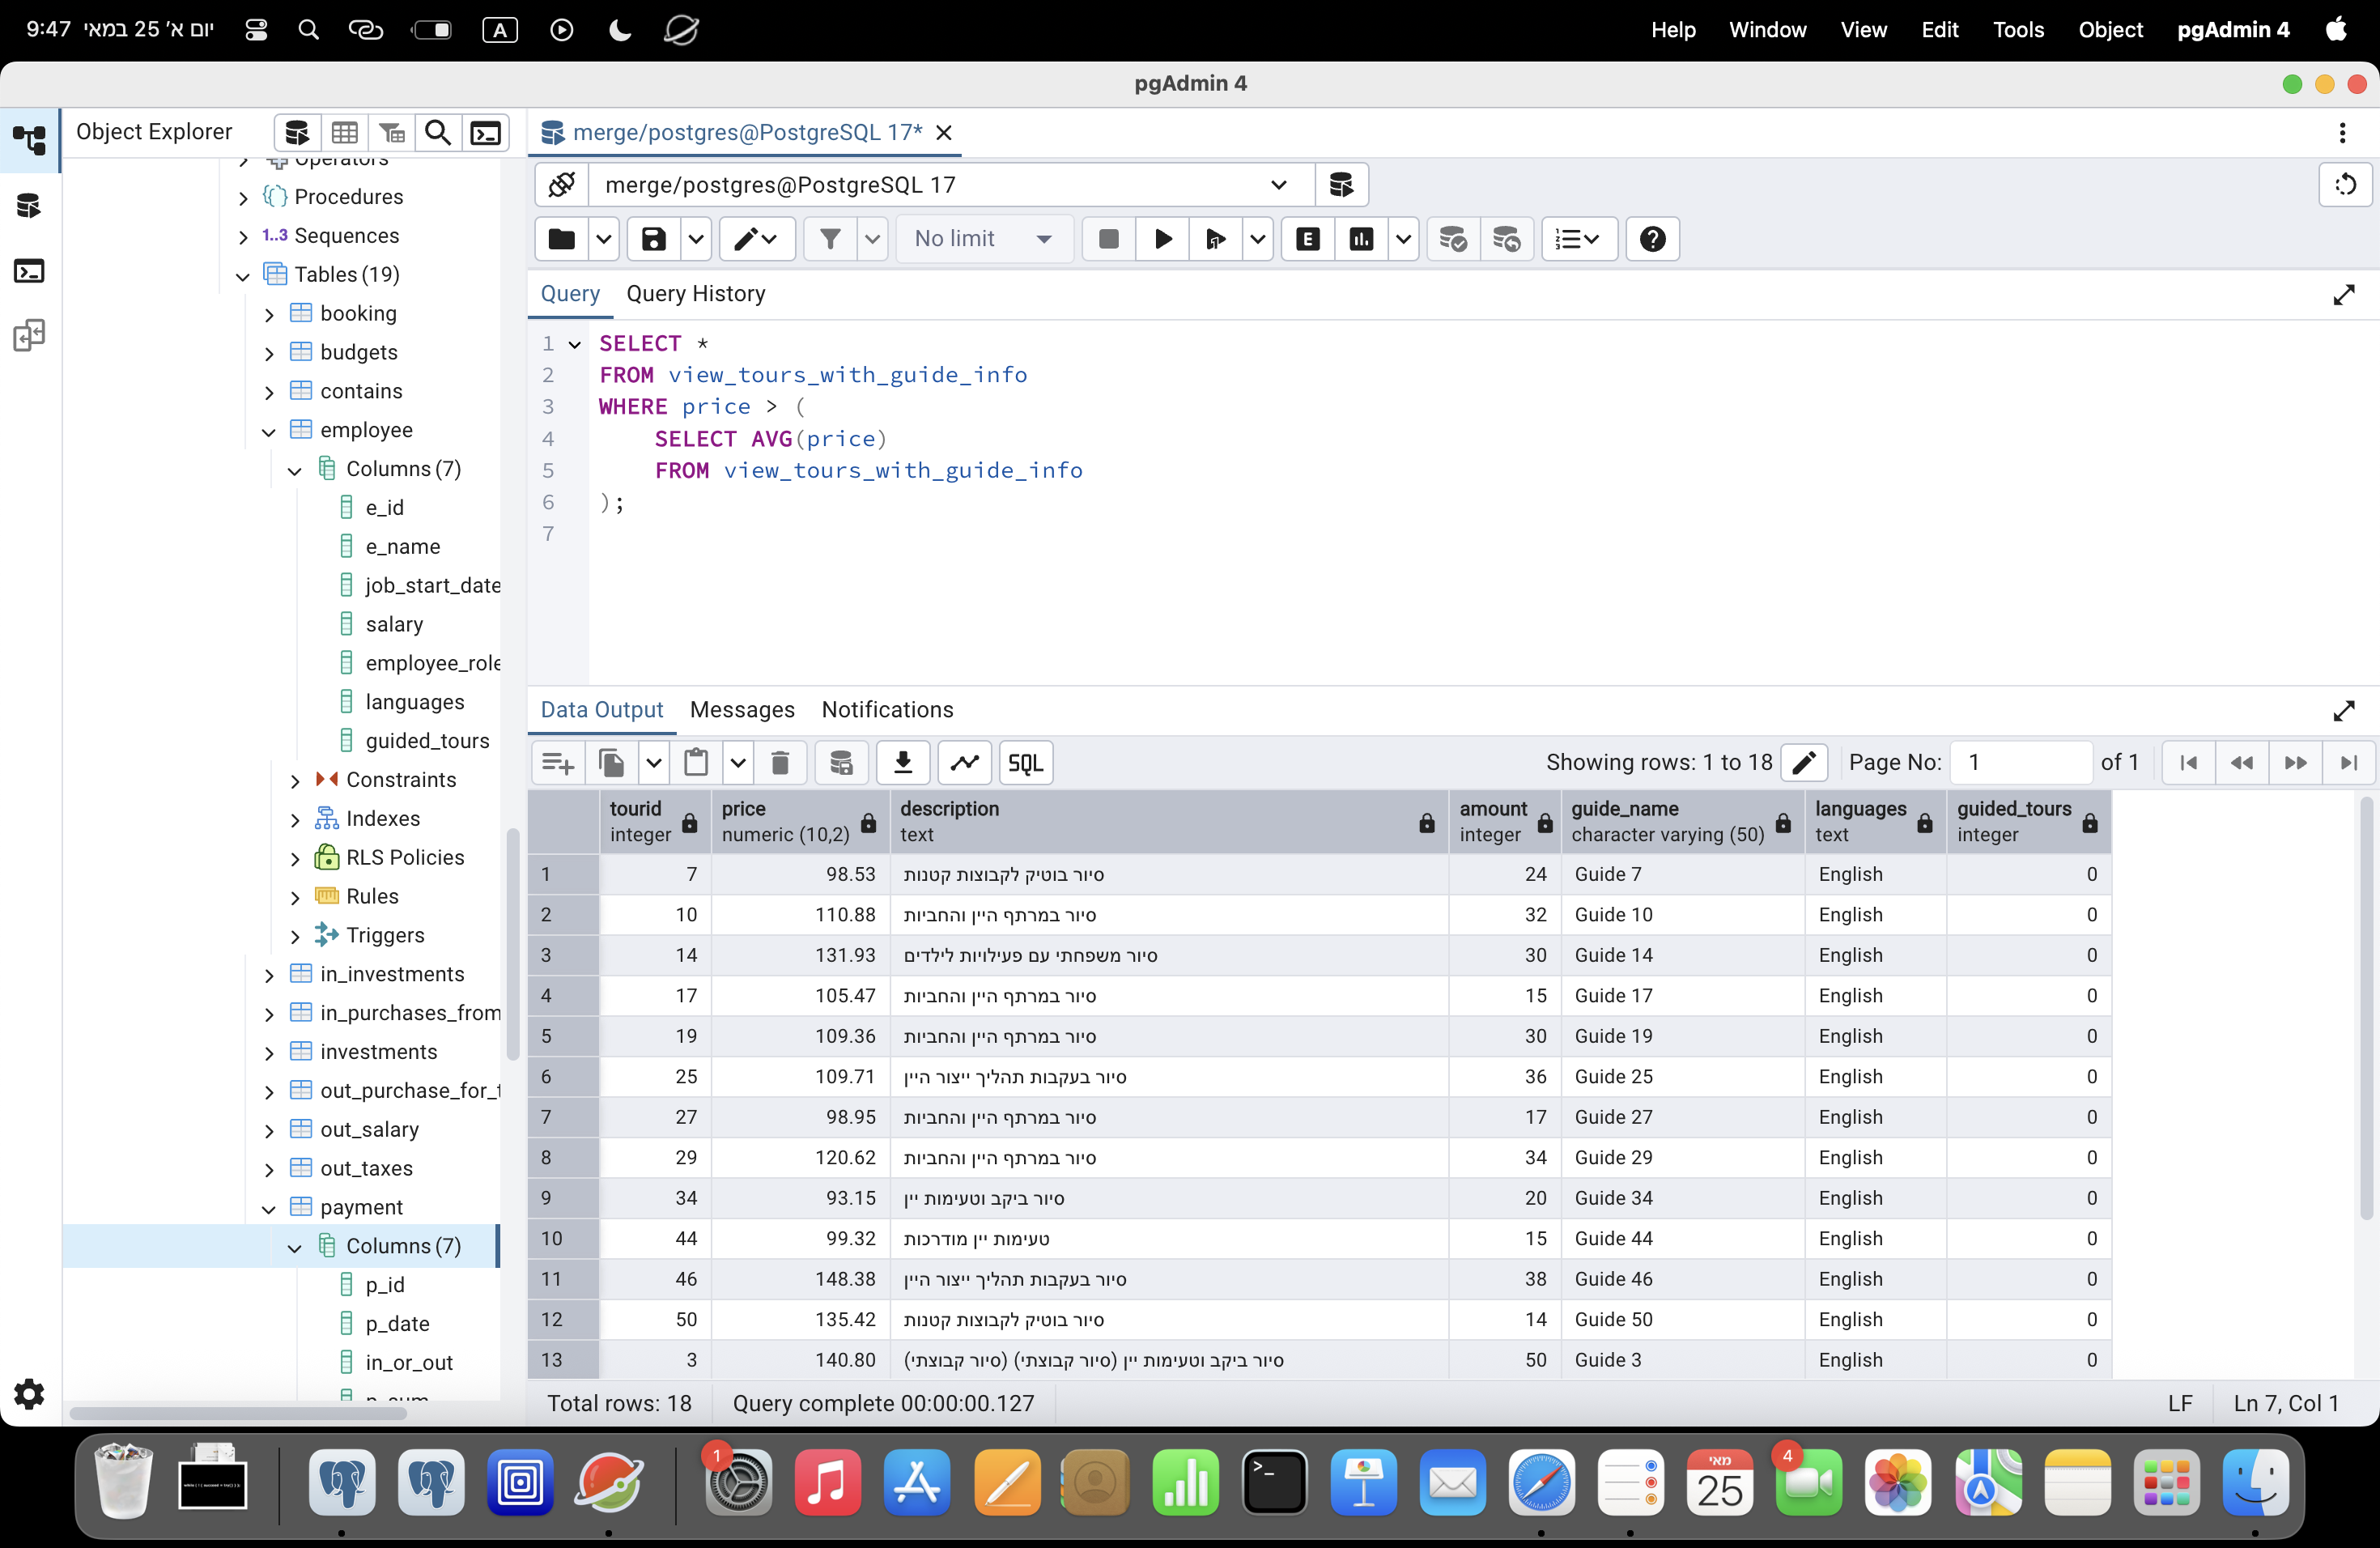 9:47 יום א' 25 במאי A Help Window View Edit Tools Object pgAdmin 4
pgAdmin 4
Object Explorer
Operators
Procedures
1..3 Sequences
Tables (19)
booking
budgets
contains
employee
Columns (7)
e_id
e_name
job_start_date
salary
employee_role
languages
guided_tours
Constraints
Indexes
RLS Policies
Rules
Triggers
in_investments
in_purchases_from
investments
out_purchase_for_t
out_salary
out_taxes
payment
Columns (7)
p_id
p_date
in_or_out
p_sum
merge/postgres@PostgreSQL 17*
merge/postgres@PostgreSQL 17
No limit E
Query Query History
1 SELECT *
2 FROM view_tours_with_guide_info
3 WHERE price > (
4 SELECT AVG(price)
5 FROM view_tours_with_guide_info
6 );
7
Data Output Messages Notifications
SQL Showing rows: 1 to 18 Page No: 1 of 1
tourid price description amount guide_name languages guided_tours
integer numeric (10,2) text integer character varying (50) text integer
1 7 98.53 סיור בוטיק לקבוצות קטנות 24 Guide 7 English 0
2 10 110.88 סיור במרתף היין והחביות 32 Guide 10 English 0
3 14 131.93 סיור משפחתי עם פעילויות לילדים 30 Guide 14 English 0
4 17 105.47 סיור במרתף היין והחביות 15 Guide 17 English 0
5 19 109.36 סיור במרתף היין והחביות 30 Guide 19 English 0
6 25 109.71 סיור בעקבות תהליך ייצור היין 36 Guide 25 English 0
7 27 98.95 סיור במרתף היין והחביות 17 Guide 27 English 0
8 29 120.62 סיור במרתף היין והחביות 34 Guide 29 English 0
9 34 93.15 סיור ביקב וטעימות יין 20 Guide 34 English 0
10 44 99.32 טעימות יין מודרכות 15 Guide 44 English 0
11 46 148.38 סיור בעקבות תהליך ייצור היין 38 Guide 46 English 0
12 50 135.42 סיור בוטיק לקבוצות קטנות 14 Guide 50 English 0
13 3 140.80 סיור ביקב וטעימות יין (סיור קבוצתי) (סיור קבוצתי) 50 Guide 3 English 0
Total rows: 18 Query complete 00:00:00.127 LF Ln 7, Col 1
1
מאי
25
4